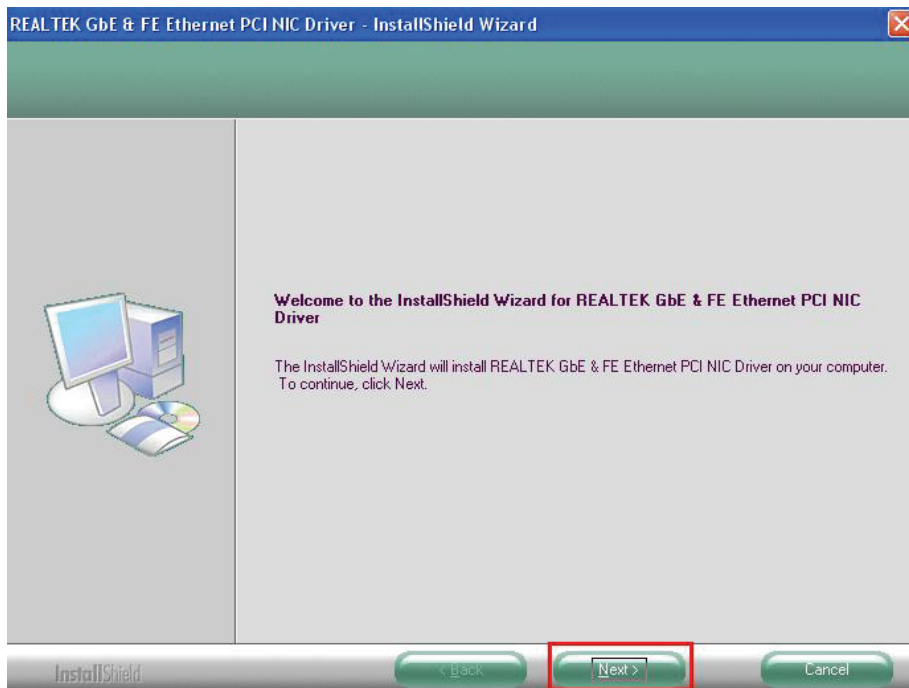 REALTEK GbE & FE Ethernet PCI NIC Driver - InstallShield Wizard
Welcome to the InstallShield Wizard for REALTEK GbE & FE Ethernet PCI NIC
Driver
The InstallShield Wizard will install REALTEK GbE & FE Ethernet PCI NIC Driver on your computer.
To continue, click Next.
InstallShield
< Back
Next >
Cancel